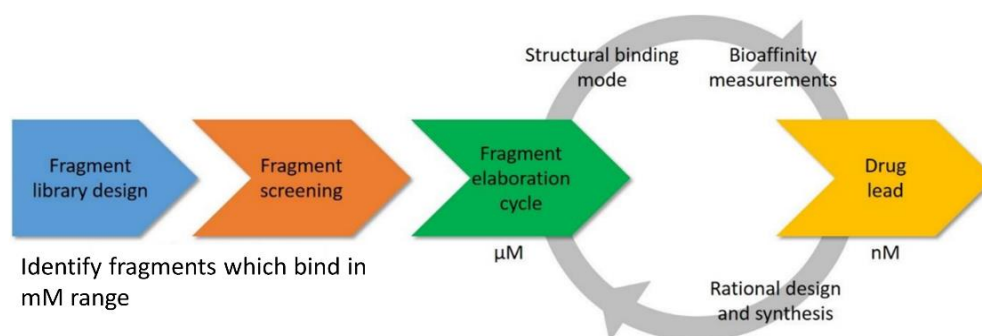 Structural binding
mode
Bioaffinity
measurements
Fragment
library design
Fragment
screening
Fragment
elaboration
cycle
Drug
lead
μM
nM
Identify fragments which bind in
mM range
Rational design
and synthesis